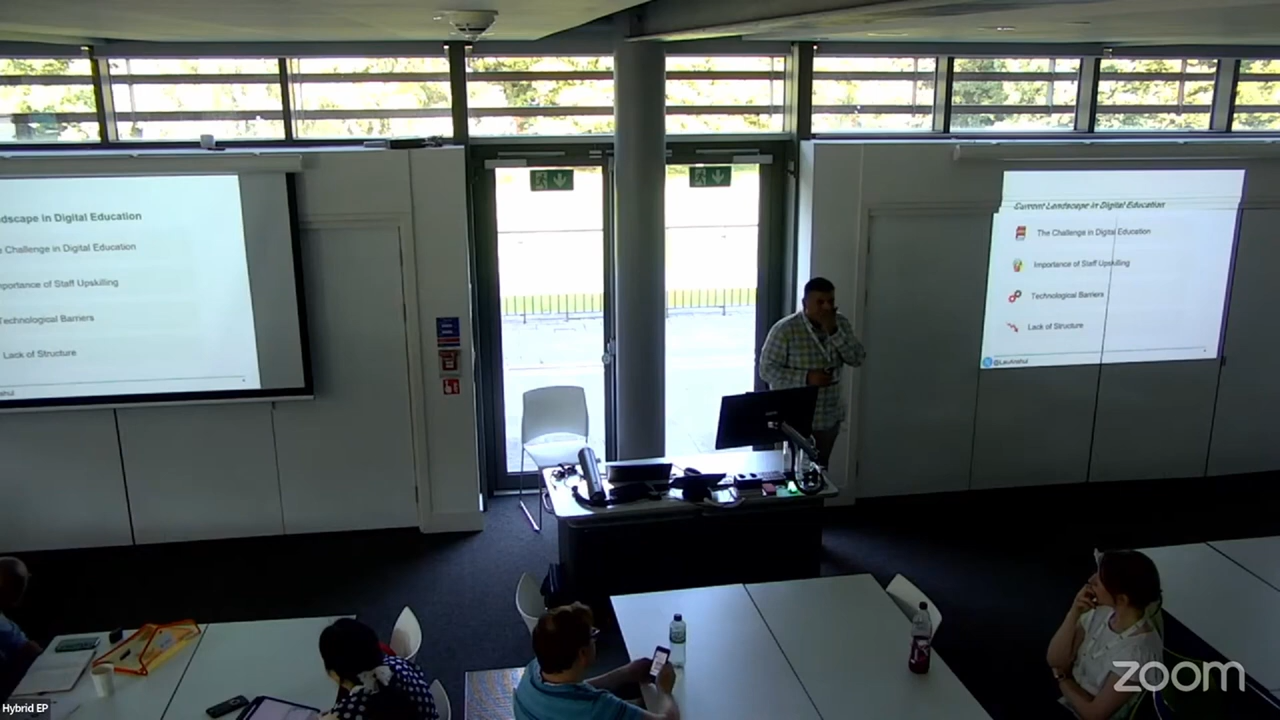 dscape in Digital Education
Challenge in Digital Education
portance of Staff Upskilling
Technological Barriers
Lack of Structure
Current Landscape in Digital Education
The Challenge in Digital Education
Importance of Staff Upskilling
Technological Barriers
Lack of Structure
Hybrid EP
zoom